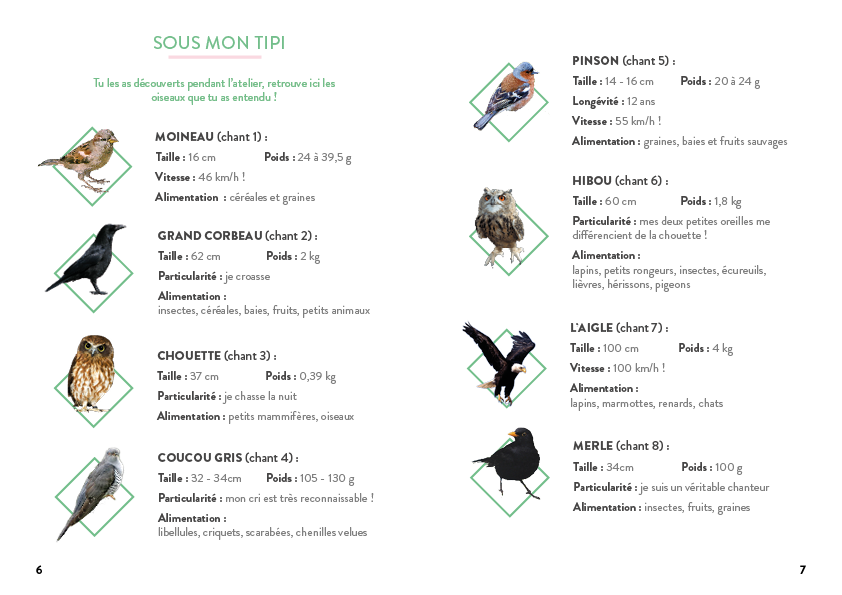 SOUS MON TIPI
Tu les as découverts pendant l'atelier, retrouve ici les
oiseaux que tu as entendu !
MOINEAU (chant 1) :
Taille : 16 cm Poids : 24 à 39,5 g
Vitesse : 46 km/h !
Alimentation : céréales et graines
GRAND CORBEAU (chant 2) :
Taille : 62 cm Poids : 2 kg
Particularité : je croasse
Alimentation :
insectes, céréales, baies, fruits, petits animaux
CHOUETTE (chant 3) :
Taille : 37 cm Poids : 0,39 kg
Particularité : je chasse la nuit
Alimentation : petits mammifères, oiseaux
COUCOU GRIS (chant 4) :
Taille : 32 - 34cm Poids : 105 - 130 g
Particularité : mon cri est très reconnaissable !
Alimentation :
libellules, criquets, scarabées, chenilles velues
6
PINSON (chant 5) :
Taille : 14 - 16 cm Poids : 20 à 24 g
Longévité : 12 ans
Vitesse : 55 km/h !
Alimentation : graines, baies et fruits sauvages
HIBOU (chant 6) :
Taille : 60 cm Poids : 1,8 kg
Particularité : mes deux petites oreilles me
différencient de la chouette !
Alimentation :
lapins, petits rongeurs, insectes, écureuils,
lièvres, hérissons, pigeons
L'AIGLE (chant 7) :
Taille : 100 cm Poids : 4 kg
Vitesse : 100 km/h !
Alimentation :
lapins, marmottes, renards, chats
MERLE (chant 8) :
Taille : 34cm Poids : 100 g
Particularité : je suis un véritable chanteur
Alimentation : insectes, fruits, graines
7